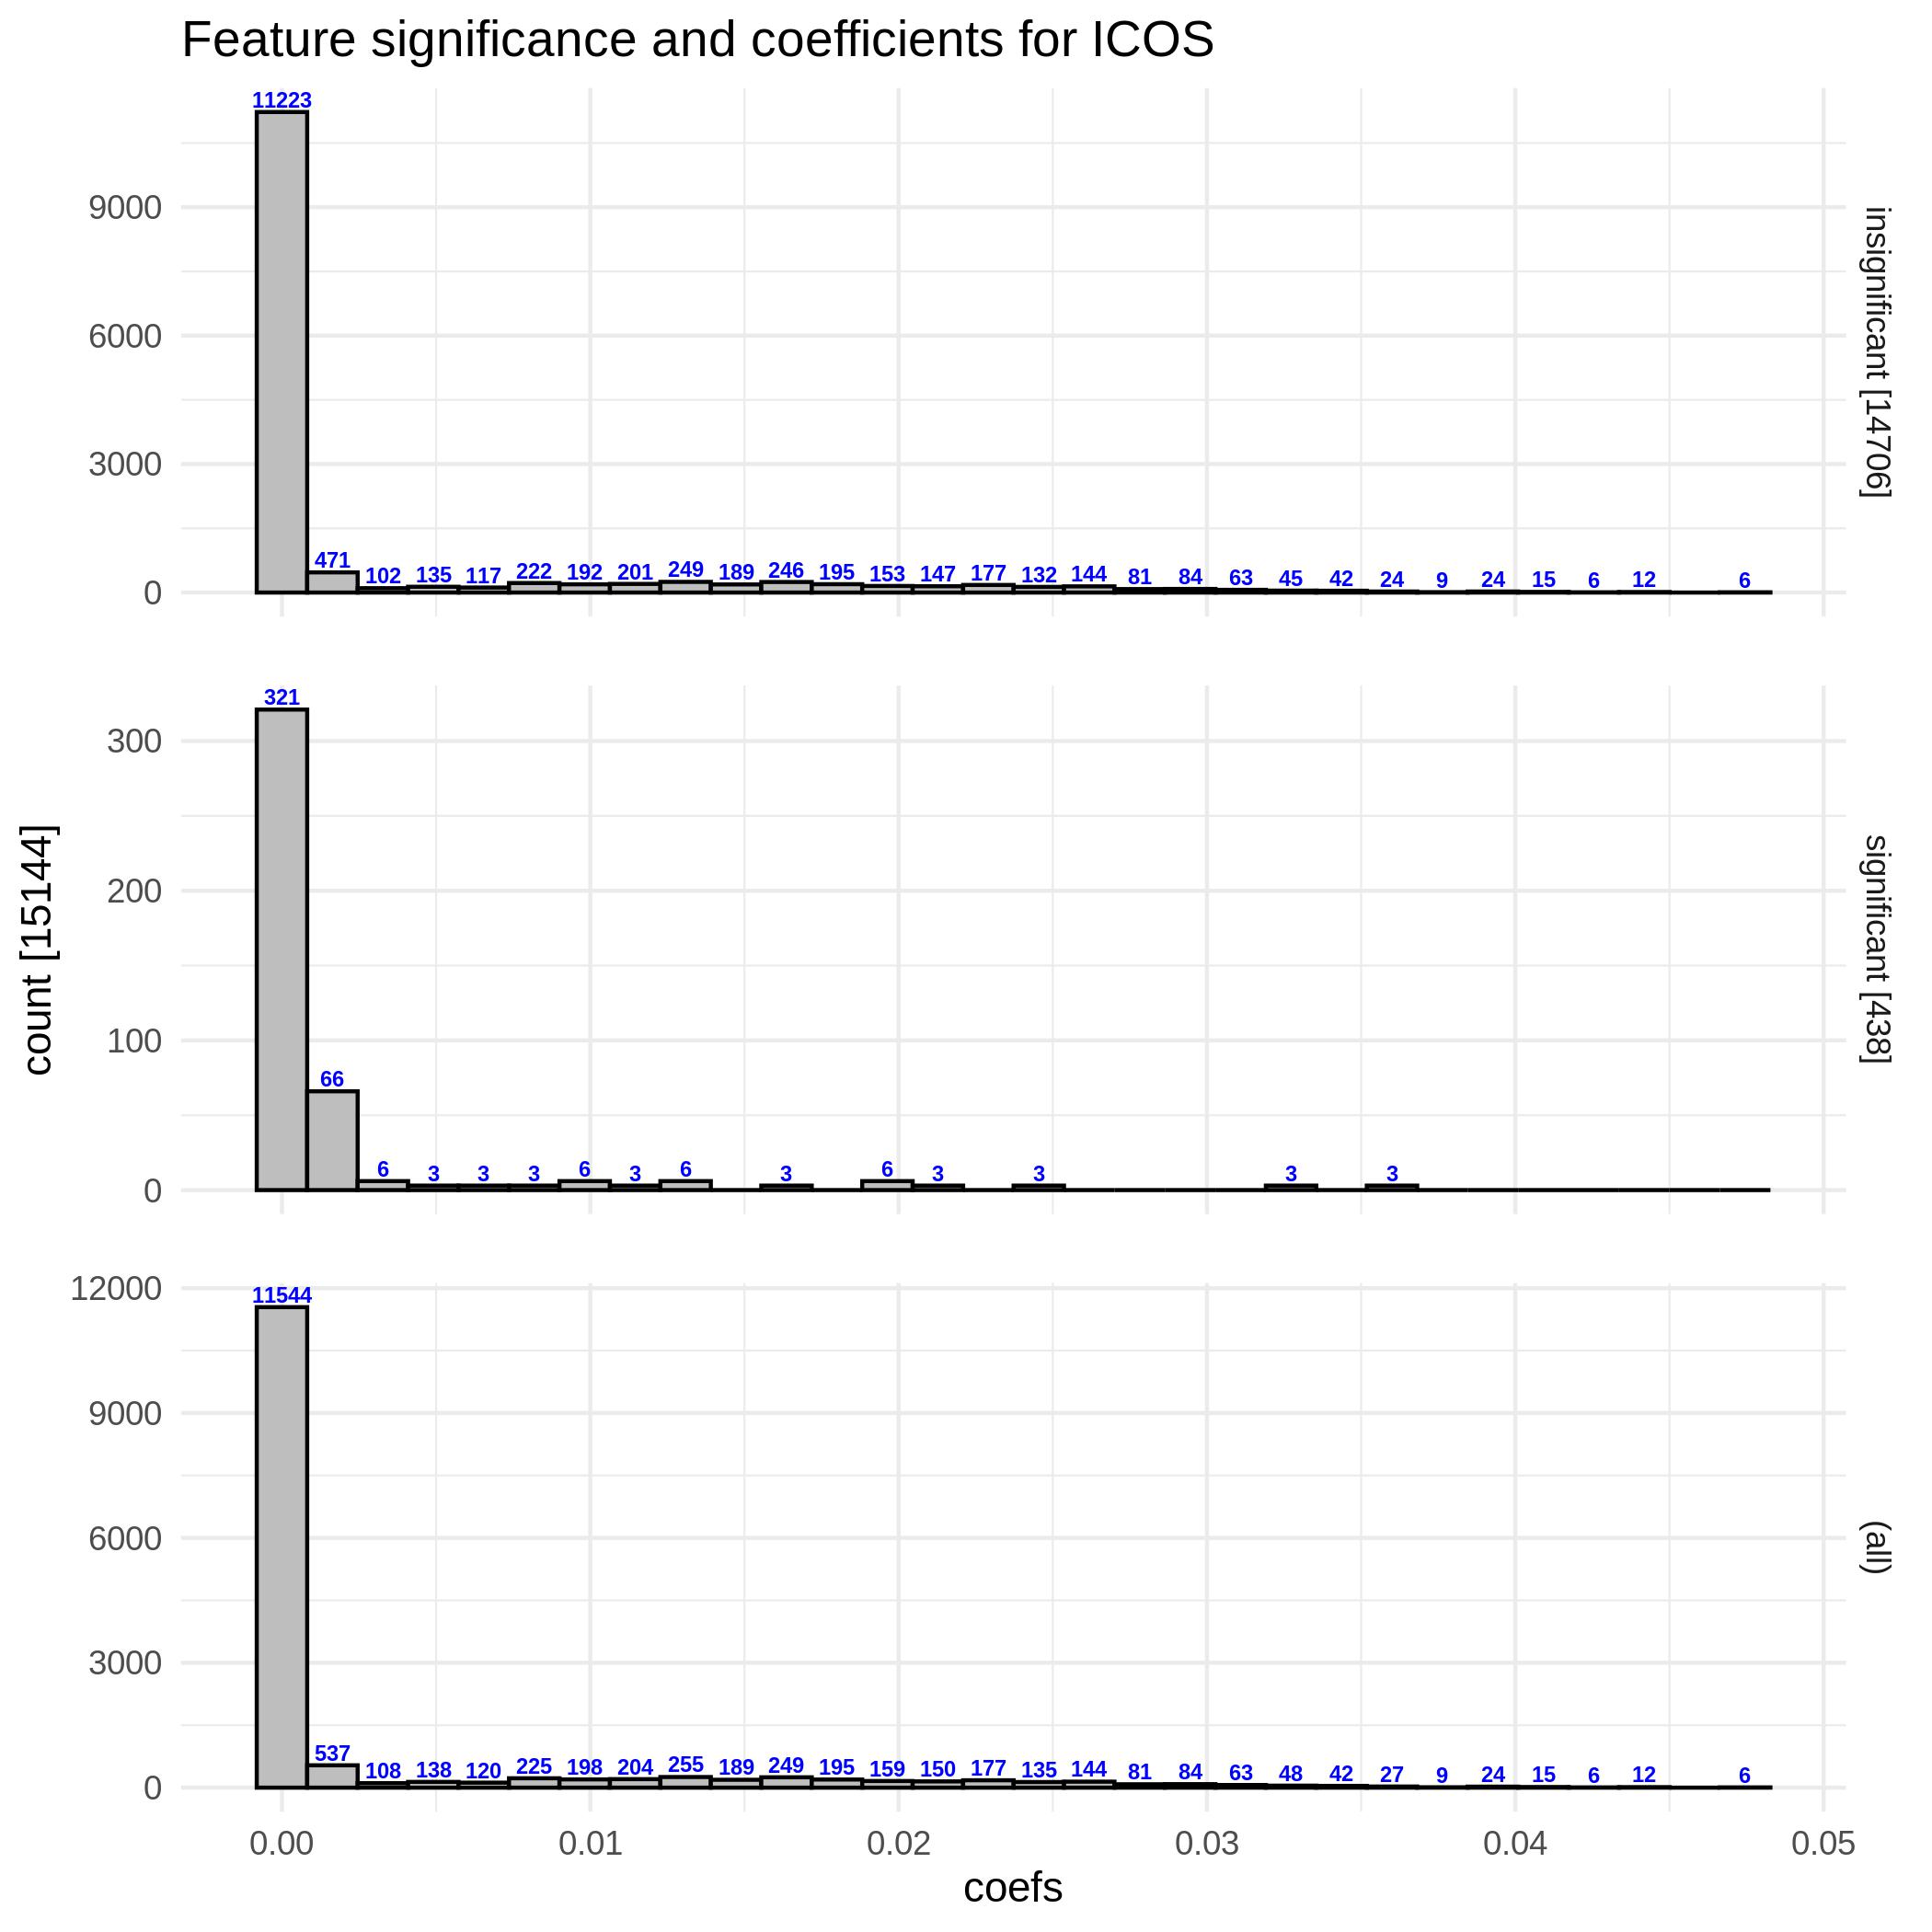 Feature significance and coefficients for ICOS
count [15144]
11223
9000
6000
3000
0
471 102 135 117 222 192 201 249 189 246 195 153 147 177 132 144 81 84 63 45 42 24 9 24 15 6 12 6
insignificant [14706]
321
300
200
100
0
66
6 3 3 3 6 3 6 3 6 3 3 3 3
significant [438]
12000
11544
9000
6000
3000
0
537 108 138 120 225 198 204 255 189 249 195 159 150 177 135 144 81 84 63 48 42 27 9 24 15 6 12 6
(all)
0.00 0.01 0.02 0.03 0.04 0.05
coefs